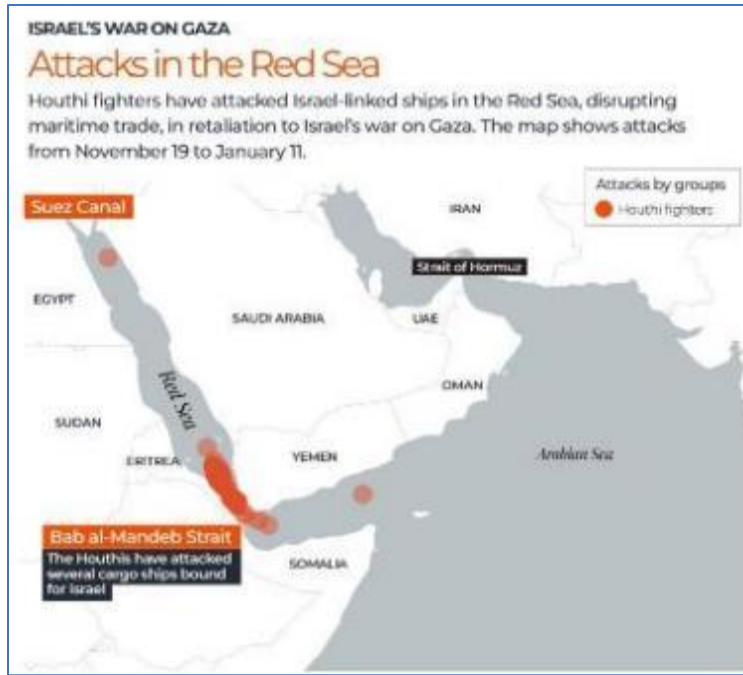 ISRAEL'S WAR ON GAZA
Attacks in the Red Sea
Houthi fighters have attacked Israel-linked ships in the Red Sea, disrupting
maritime trade, in retaliation to Israel's war on Gaza. The map shows attacks
from November 19 to January 11.
Attacks by groups
Houthi fighters
Suez Canal
IRAN
Strait of Hormuz
EGYPT
SAUDI ARABIA
UAE
OMAN
Red Sea
SUDAN
ERITREA
YEMEN
Arabian Sea
Bab al-Mandeb Strait
The Houthis have attacked
several cargo ships bound
for Israel
SOMALIA